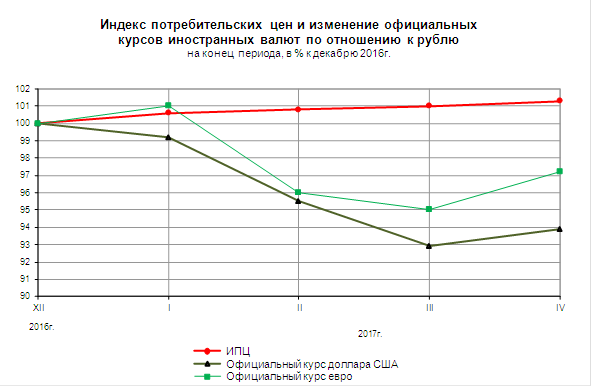 Индекс потребительских цен и изменение официальных
курсов иностранных валют по отношению к рублю
на конец периода, в % к декабрю 2016г.
102
101
100
99
98
97
96
95
94
93
92
91
90
XII
I
II
III
IV
2016г.
2017г.
ИПЦ
Официальный курс доллара США
Официальный курс евро